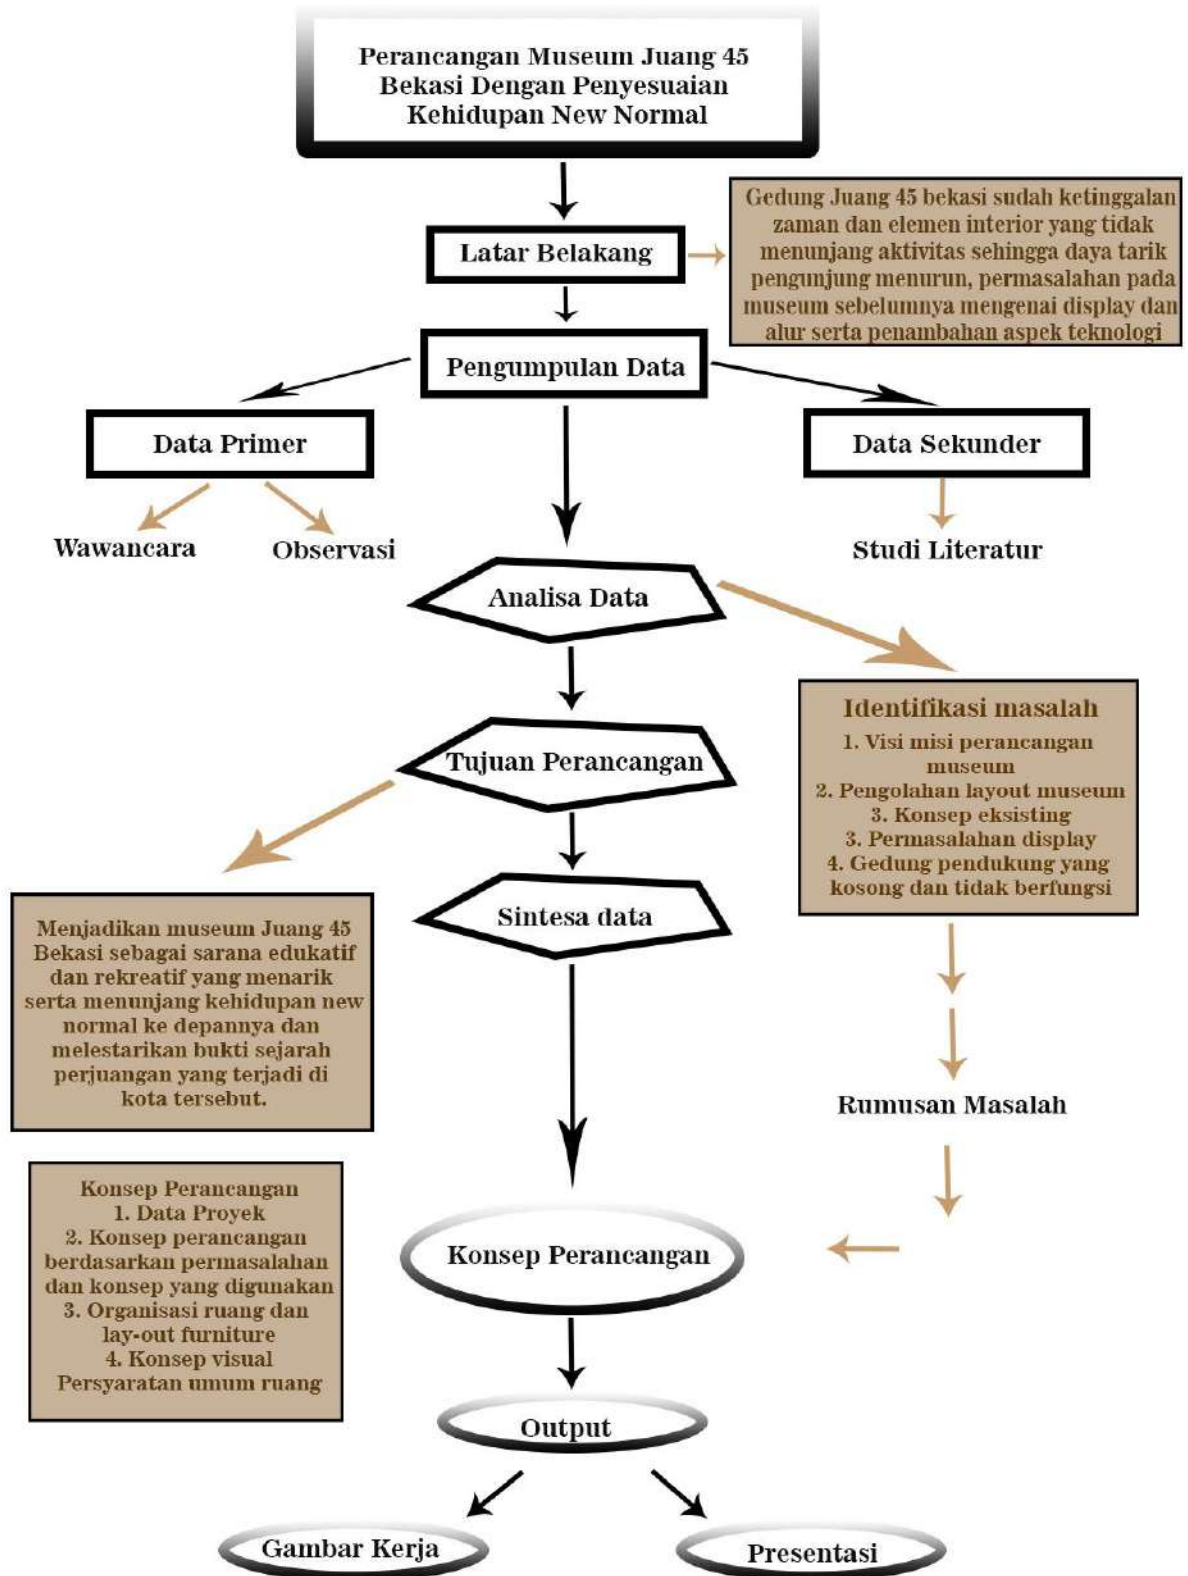 Perancangan Museum Juang 45
Bekasi Dengan Penyesuaian
Kehidupan New Normal
Latar Belakang
Gedung Juang 45 bekasi sudah ketinggalan
zaman dan elemen interior yang tidak
menunjang aktivitas sehingga daya tarik
pengunjung menurun, permasalahan pada
museum sebelumnya mengenai display dan
alur serta penambahan aspek teknologi
Pengumpulan Data
Data Primer
Data Sekunder
Wawancara
Observasi
Studi Literatur
Analisa Data
Identifikasi masalah
1. Visi misi perancangan
museum
2. Pengolahan layout museum
3. Konsep eksisting
3. Permasalahan display
4. Gedung pendukung yang
kosong dan tidak berfungsi
Tujuan Perancangan
Sintesa data
Menjadikan museum Juang 45
Bekasi sebagai sarana edukatif
dan rekreatif yang menarik
serta menunjang kehidupan new
normal ke depannya dan
melestarikan bukti sejarah
perjuangan yang terjadi di
kota tersebut.
Rumusan Masalah
Konsep Perancangan
1. Data Proyek
2. Konsep perancangan
berdasarkan permasalahan
dan konsep yang digunakan
3. Organisasi ruang dan
lay-out furniture
4. Konsep visual
Persyaratan umum ruang
Konsep Perancangan
Output
Gambar Kerja
Presentasi